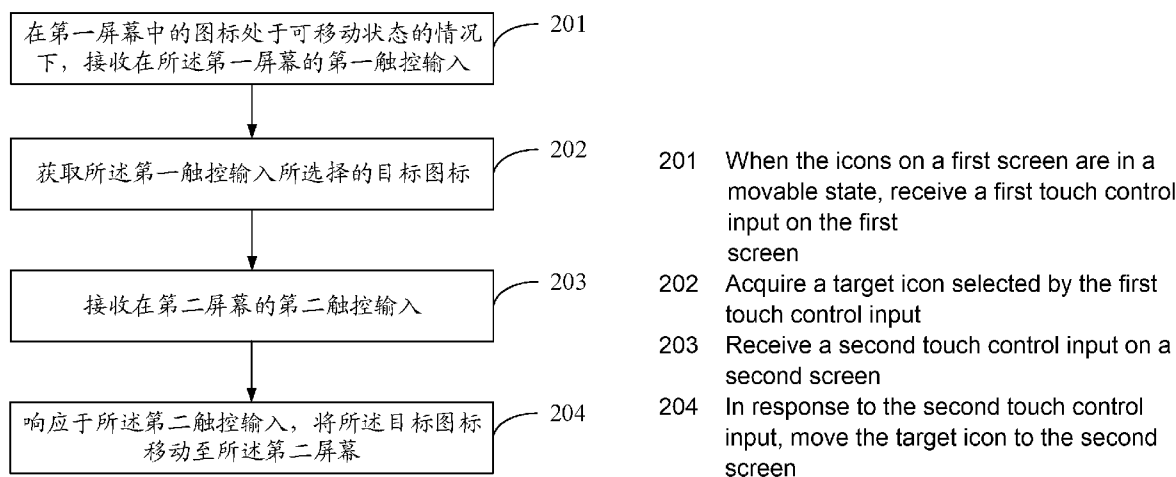 在第一屏幕中的图标处于可移动状态的情况
下，接收在所述第一屏幕的第一触控输入
201
获取所述第一触控输入所选择的目标图标
202
接收在第二屏幕的第二触控输入
203
响应于所述第二触控输入，将所述目标图标
移动至所述第二屏幕
204
201 When the icons on a first screen are in a
movable state, receive a first touch control
input on the first
screen
202 Acquire a target icon selected by the first
touch control input
203 Receive a second touch control input on a
second screen
204 In response to the second touch control
input, move the target icon to the second
screen